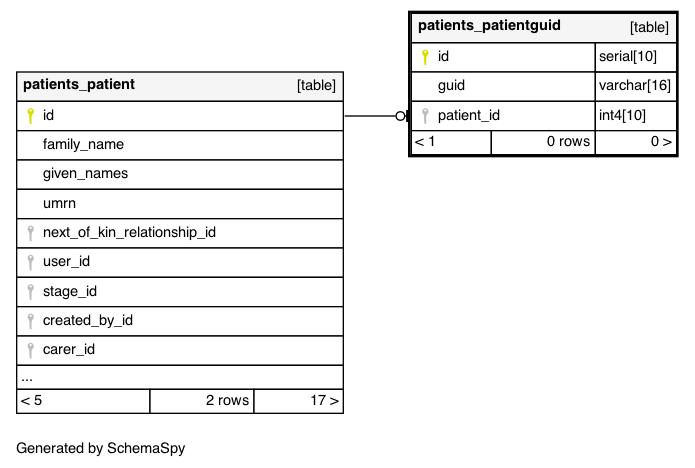 patients_patientguid [table]
id serial[10]
guid varchar[16]
patient_id int4[10]
< 1 0 rows 0 >
patients_patient [table]
id
family_name
given_names
umrn
next_of_kin_relationship_id
user_id
stage_id
created_by_id
carer_id
...
< 5 2 rows 17 >
Generated by SchemaSpy